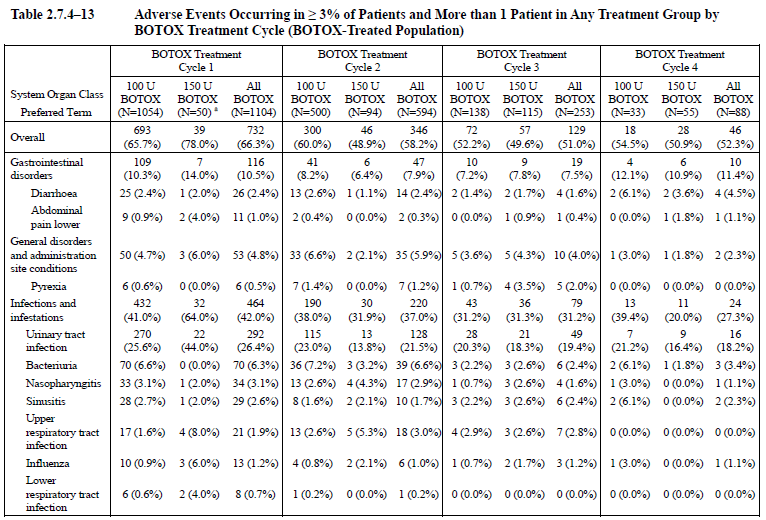 Table 2.7.4–13 Adverse Events Occurring in ≥ 3% of Patients and More than 1 Patient in Any Treatment Group by
BOTOX Treatment Cycle (BOTOX-Treated Population)
BOTOX Treatment BOTOX Treatment BOTOX Treatment BOTOX Treatment
Cycle 1 Cycle 2 Cycle 3 Cycle 4
System Organ Class
Preferred Term
100 U 150 U All 100 U 150 U All 100 U 150 U All 100 U 150 U All
BOTOX BOTOX BOTOX BOTOX BOTOX BOTOX BOTOX BOTOX BOTOX BOTOX BOTOX BOTOX
(N=1054) (N=50) a (N=1104) (N=500) (N=94) (N=594) (N=138) (N=115) (N=253) (N=33) (N=55) (N=88)
Overall
693 39 732 300 46 346 72 57 129 18 28 46
(65.7%) (78.0%) (66.3%) (60.0%) (48.9%) (58.2%) (52.2%) (49.6%) (51.0%) (54.5%) (50.9%) (52.3%)
Gastrointestinal 109 7 116 41 6 47 10 9 19 4 6 10
disorders (10.3%) (14.0%) (10.5%) (8.2%) (6.4%) (7.9%) (7.2%) (7.8%) (7.5%) (12.1%) (10.9%) (11.4%)
Diarrhoea 25 (2.4%) 1 (2.0%) 26 (2.4%) 13 (2.6%) 1 (1.1%) 14 (2.4%) 2 (1.4%) 2 (1.7%) 4 (1.6%) 2 (6.1%) 2 (3.6%) 4 (4.5%)
Abdominal
pain lower
9 (0.9%) 2 (4.0%) 11 (1.0%) 2 (0.4%) 0 (0.0%) 2 (0.3%) 0 (0.0%) 1 (0.9%) 1 (0.4%) 0 (0.0%) 1 (1.8%) 1 (1.1%)
General disorders
and administration
site conditions
50 (4.7%) 3 (6.0%) 53 (4.8%) 33 (6.6%) 2 (2.1%) 35 (5.9%) 5 (3.6%) 5 (4.3%) 10 (4.0%) 1 (3.0%) 1 (1.8%) 2 (2.3%)
Pyrexia 6 (0.6%) 0 (0.0%) 6 (0.5%) 7 (1.4%) 0 (0.0%) 7 (1.2%) 1 (0.7%) 4 (3.5%) 5 (2.0%) 0 (0.0%) 0 (0.0%) 0 (0.0%)
Infections and 432 32 464 190 30 220 43 36 79 13 11 24
infestations (41.0%) (64.0%) (42.0%) (38.0%) (31.9%) (37.0%) (31.2%) (31.3%) (31.2%) (39.4%) (20.0%) (27.3%)
Urinary tract 270 22 292 115 13 128 28 21 49 7 9 16
infection (25.6%) (44.0%) (26.4%) (23.0%) (13.8%) (21.5%) (20.3%) (18.3%) (19.4%) (21.2%) (16.4%) (18.2%)
Bacteriuria 70 (6.6%) 0 (0.0%) 70 (6.3%) 36 (7.2%) 3 (3.2%) 39 (6.6%) 3 (2.2%) 3 (2.6%) 6 (2.4%) 2 (6.1%) 1 (1.8%) 3 (3.4%)
Nasopharyngitis 33 (3.1%) 1 (2.0%) 34 (3.1%) 13 (2.6%) 4 (4.3%) 17 (2.9%) 1 (0.7%) 3 (2.6%) 4 (1.6%) 1 (3.0%) 0 (0.0%) 1 (1.1%)
Sinusitis 28 (2.7%) 1 (2.0%) 29 (2.6%) 8 (1.6%) 2 (2.1%) 10 (1.7%) 3 (2.2%) 3 (2.6%) 6 (2.4%) 2 (6.1%) 0 (0.0%) 2 (2.3%)
Upper
respiratory tract
infection
17 (1.6%) 4 (8.0%) 21 (1.9%) 13 (2.6%) 5 (5.3%) 18 (3.0%) 4 (2.9%) 3 (2.6%) 7 (2.8%) 0 (0.0%) 0 (0.0%) 0 (0.0%)
Influenza 10 (0.9%) 3 (6.0%) 13 (1.2%) 4 (0.8%) 2 (2.1%) 6 (1.0%) 1 (0.7%) 2 (1.7%) 3 (1.2%) 1 (3.0%) 0 (0.0%) 1 (1.1%)
Lower
respiratory tract
infection
6 (0.6%) 2 (4.0%) 8 (0.7%) 1 (0.2%) 0 (0.0%) 1 (0.2%) 0 (0.0%) 0 (0.0%) 0 (0.0%) 0 (0.0%) 0 (0.0%) 0 (0.0%)